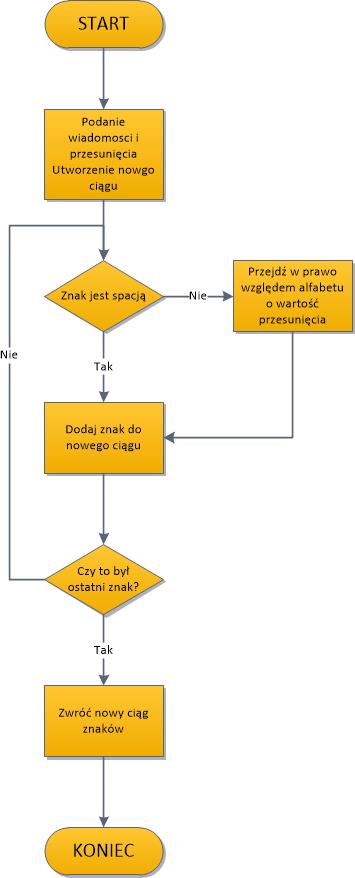 START
Podanie
wiadomosci i
przesunięcia
Utworzenie nowgo
ciągu
Znak jest spacją
Nie
Przejdź w prawo
względem alfabetu
o wartość
przesunięcia
Nie
Tak
Dodaj znak do
nowego ciągu
Czy to był
ostatni znak?
Tak
Zwróć nowy ciąg
znaków
KONIEC